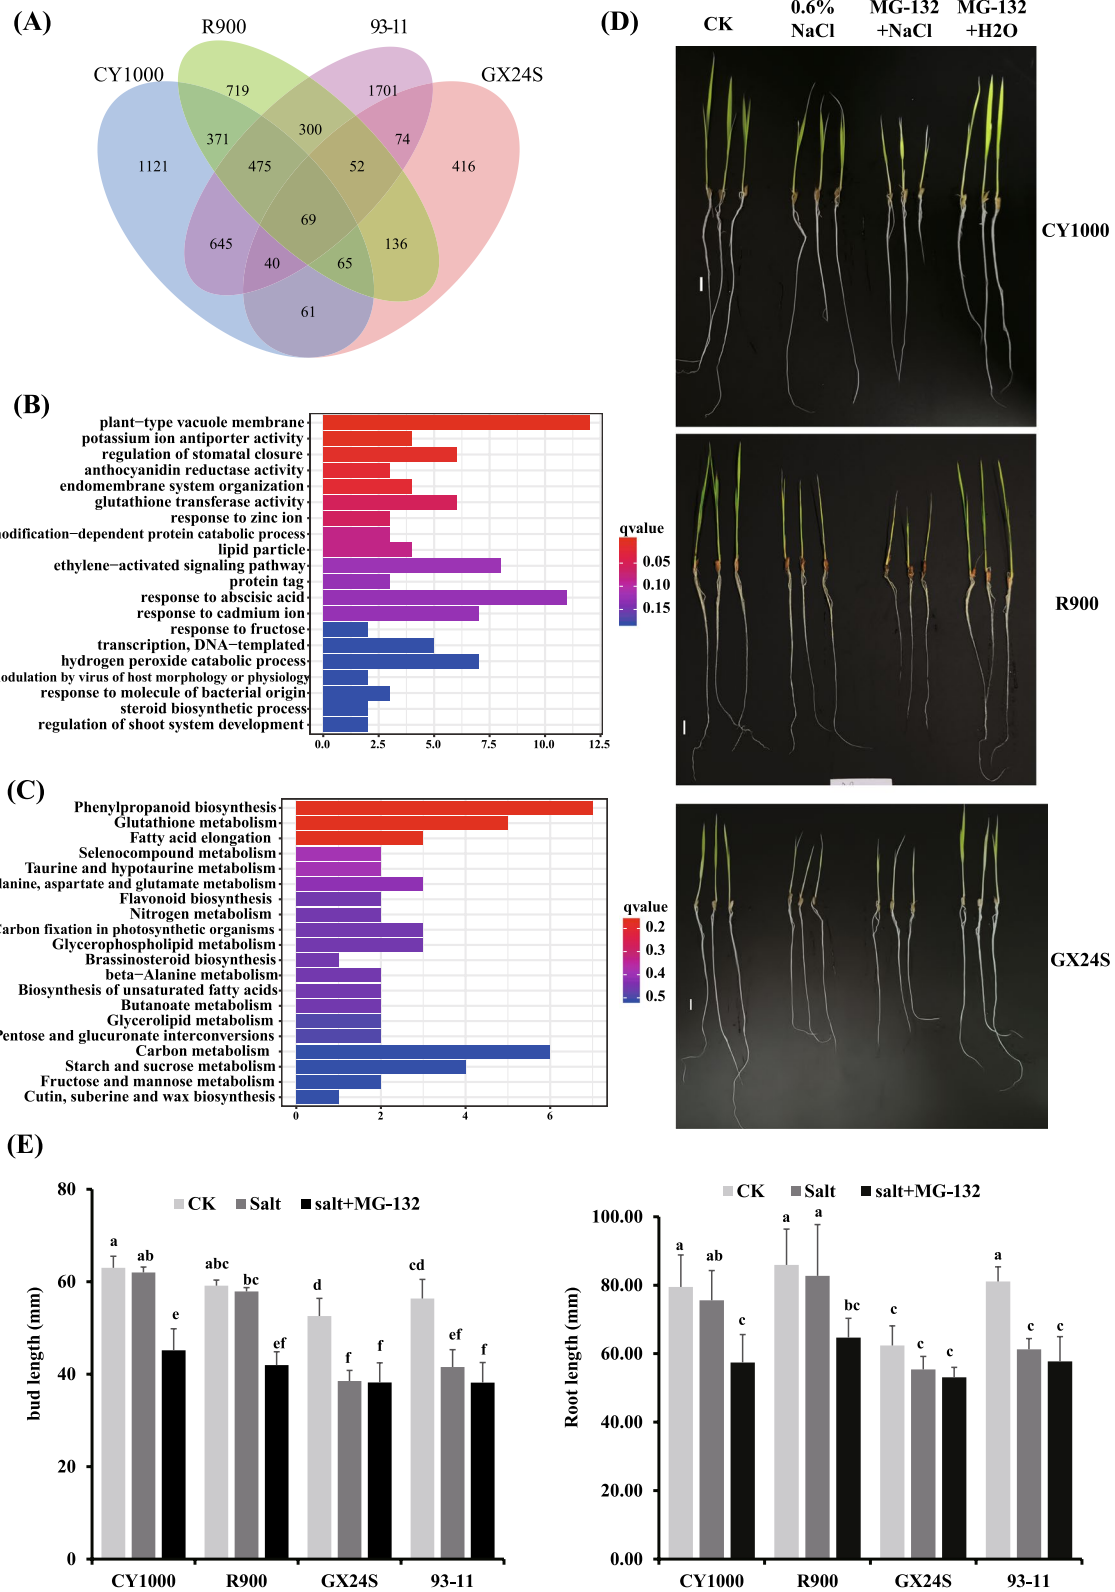 (A)
R900
93-11
CY1000
GX24S
719
1701
371
300
74
1121
475
52
416
69
645
40
65
136
61
(B)
plant-type vacuole membrane
potassium ion antiporter activity
regulation of stomatal closure
anthocyanidin reductase activity
endomembrane system organization
glutathione transferase activity
response to zinc ion
nodification-dependent protein catabolic process
lipid particle
ethylene-activated signaling pathway
protein tag
response to abscisic acid
response to cadmium ion
response to fructose
transcription, DNA-templated
hydrogen peroxide catabolic process
nodulation by virus of host morphology or physiology
response to molecule of bacterial origin
steroid biosynthetic process
regulation of shoot system development
0.0 2.5 5.0 7.5 10.0 12.5
qvalue
0.05
0.10
0.15
(C)
Phenylpropanoid biosynthesis
Glutathione metabolism
Fatty acid elongation
Selenocompound metabolism
Taurine and hypotaurine metabolism
lanine, aspartate and glutamate metabolism
Flavonoid biosynthesis
Nitrogen metabolism
Carbon fixation in photosynthetic organisms
Glycerophospholipid metabolism
Brassinosteroid biosynthesis
beta-Alanine metabolism
Biosynthesis of unsaturated fatty acids
Butanoate metabolism
Glycerolipid metabolism
Pentose and glucuronate interconversions
Carbon metabolism
Starch and sucrose metabolism
Fructose and mannose metabolism
Cutin, suberine and wax biosynthesis
0 2 4 6
qvalue
0.2
0.3
0.4
0.5
(D)
CK
0.6%
NaCl
MG-132
+NaCl
MG-132
+H2O
CY1000
R900
GX24S
(E)
bud length (mm)
80
60
40
20
0
CK Salt salt+MG-132
a ab e
abc bc ef
d f f
cd ef f
CY1000 R900 GX24S 93-11
Root length (mm)
100.00
80.00
60.00
40.00
20.00
0.00
CK Salt salt+MG-132
a ab c
a a bc
c c c
a c c
CY1000 R900 GX24S 93-11